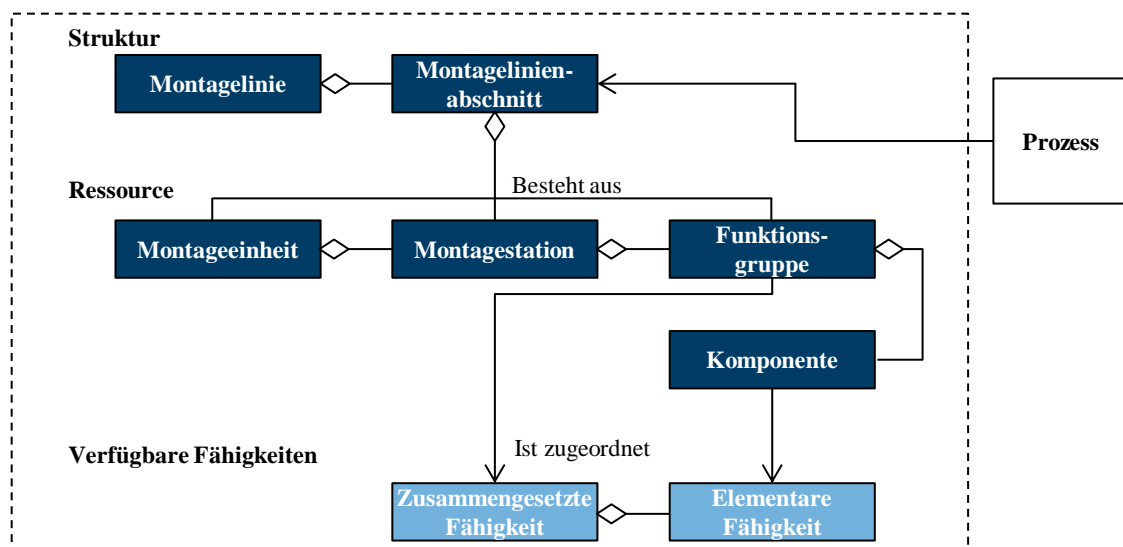 Struktur
Montagelinie
Montagelinien-
abschnitt
Prozess
Ressource
Besteht aus
Montageeinheit
Montagestation
Funktions-
gruppe
Komponente
Ist zugeordnet
Verfügbare Fähigkeiten
Zusammengesetzte
Fähigkeit
Elementare
Fähigkeit